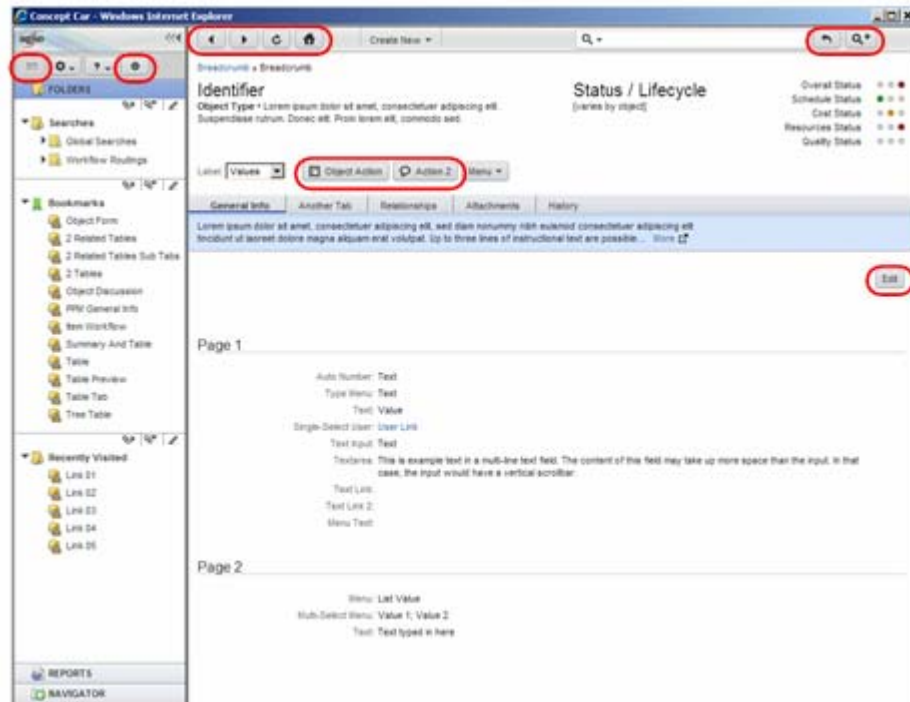 Concept Car - Windows Internet Explorer
agile
Create New
Breadcrumb » Breadcrumb
Identifier
Object Type • Lorem ipsum dolor sit amet, consectetuer adipiscing elit.
Suspendisse rutrum. Donec elit. Proin lorem elit, commodo sed.
Status / Lifecycle
[varies by object]
Overall Status
Schedule Status
Cost Status
Resources Status
Quality Status
Label Values
Object Action
Action 2
Menu
General Info
Another Tab
Relationships
Attachments
History
Lorem ipsum dolor sit amet, consectetuer adipiscing elit, sed diam nonummy nibh euismod consectetuer adipiscing elit
tincidunt ut laoreet dolore magna aliquam erat volutpat. Up to three lines of instructional text are possible... More
Edit
FOLDERS
Searches
Global Searches
Workflow Routings
Bookmarks
Object Form
2 Related Tables
2 Related Tables Sub Tabs
2 Tables
Object Discussion
PPM General Info
Item Workflow
Summary And Table
Table
Table Preview
Table Tab
Tree Table
Recently Visited
Link 01
Link 02
Link 03
Link 04
Link 05
REPORTS
NAVIGATOR
Page 1
Auto Number: Text
Type Menu: Text
Text: Value
Single-Select User: User Link
Text Input: Text
Textarea: This is example text in a multi-line text field. The content of this field may take up more space than the input. In that
case, the input would have a vertical scrollbar.
Text Link:
Text Link 2:
Menu Text:
Page 2
Menu: List Value
Multi-Select Menu: Value 1; Value 2
Text: Text typed in here